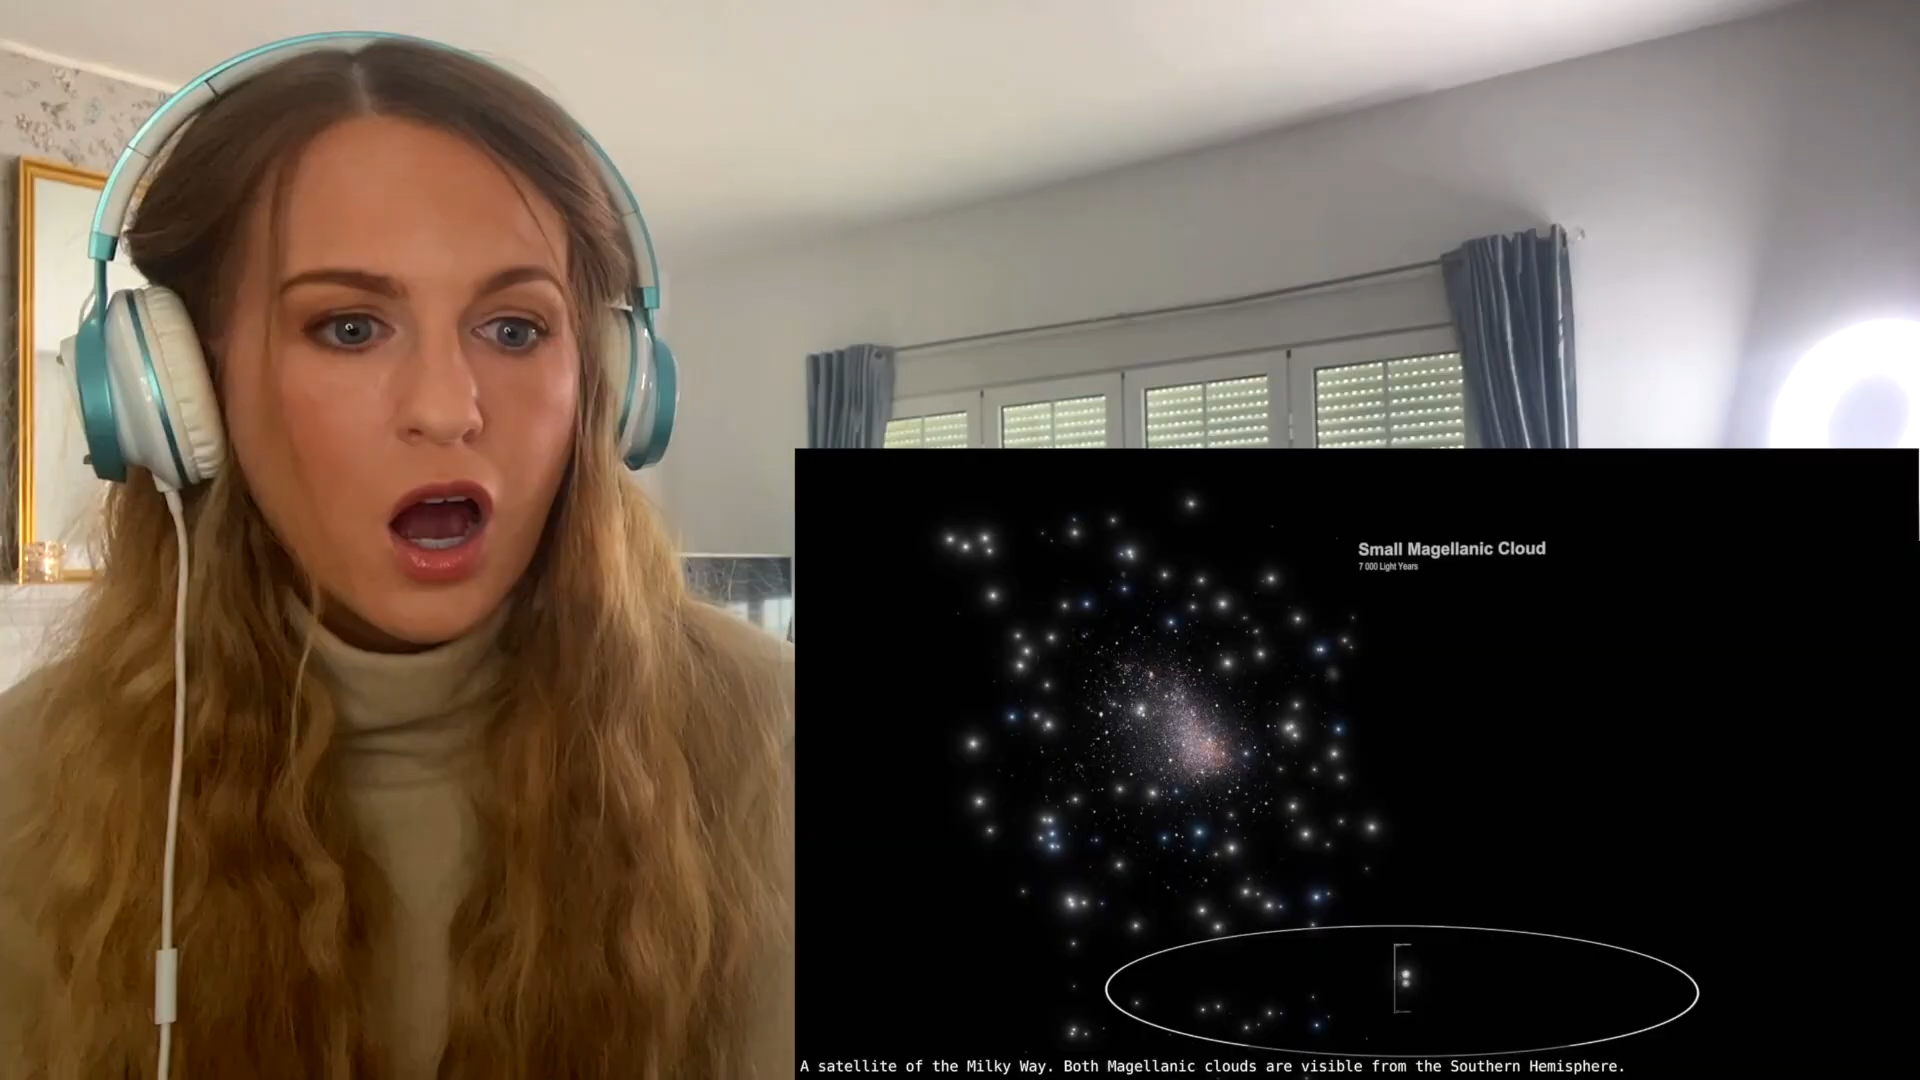 Small Magellanic Cloud
7 000 Light Years
A satellite of the Milky Way. Both Magellanic clouds are visible from the Southern Hemisphere.